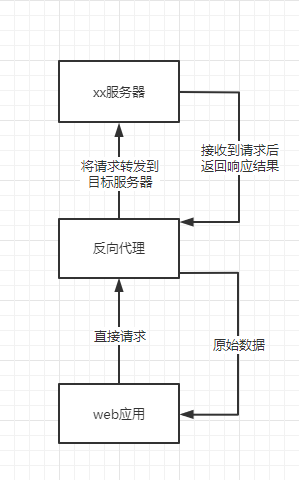 xx服务器
将请求转发到
目标服务器
接收到请求后
返回响应结果
反向代理
直接请求
原始数据
web应用